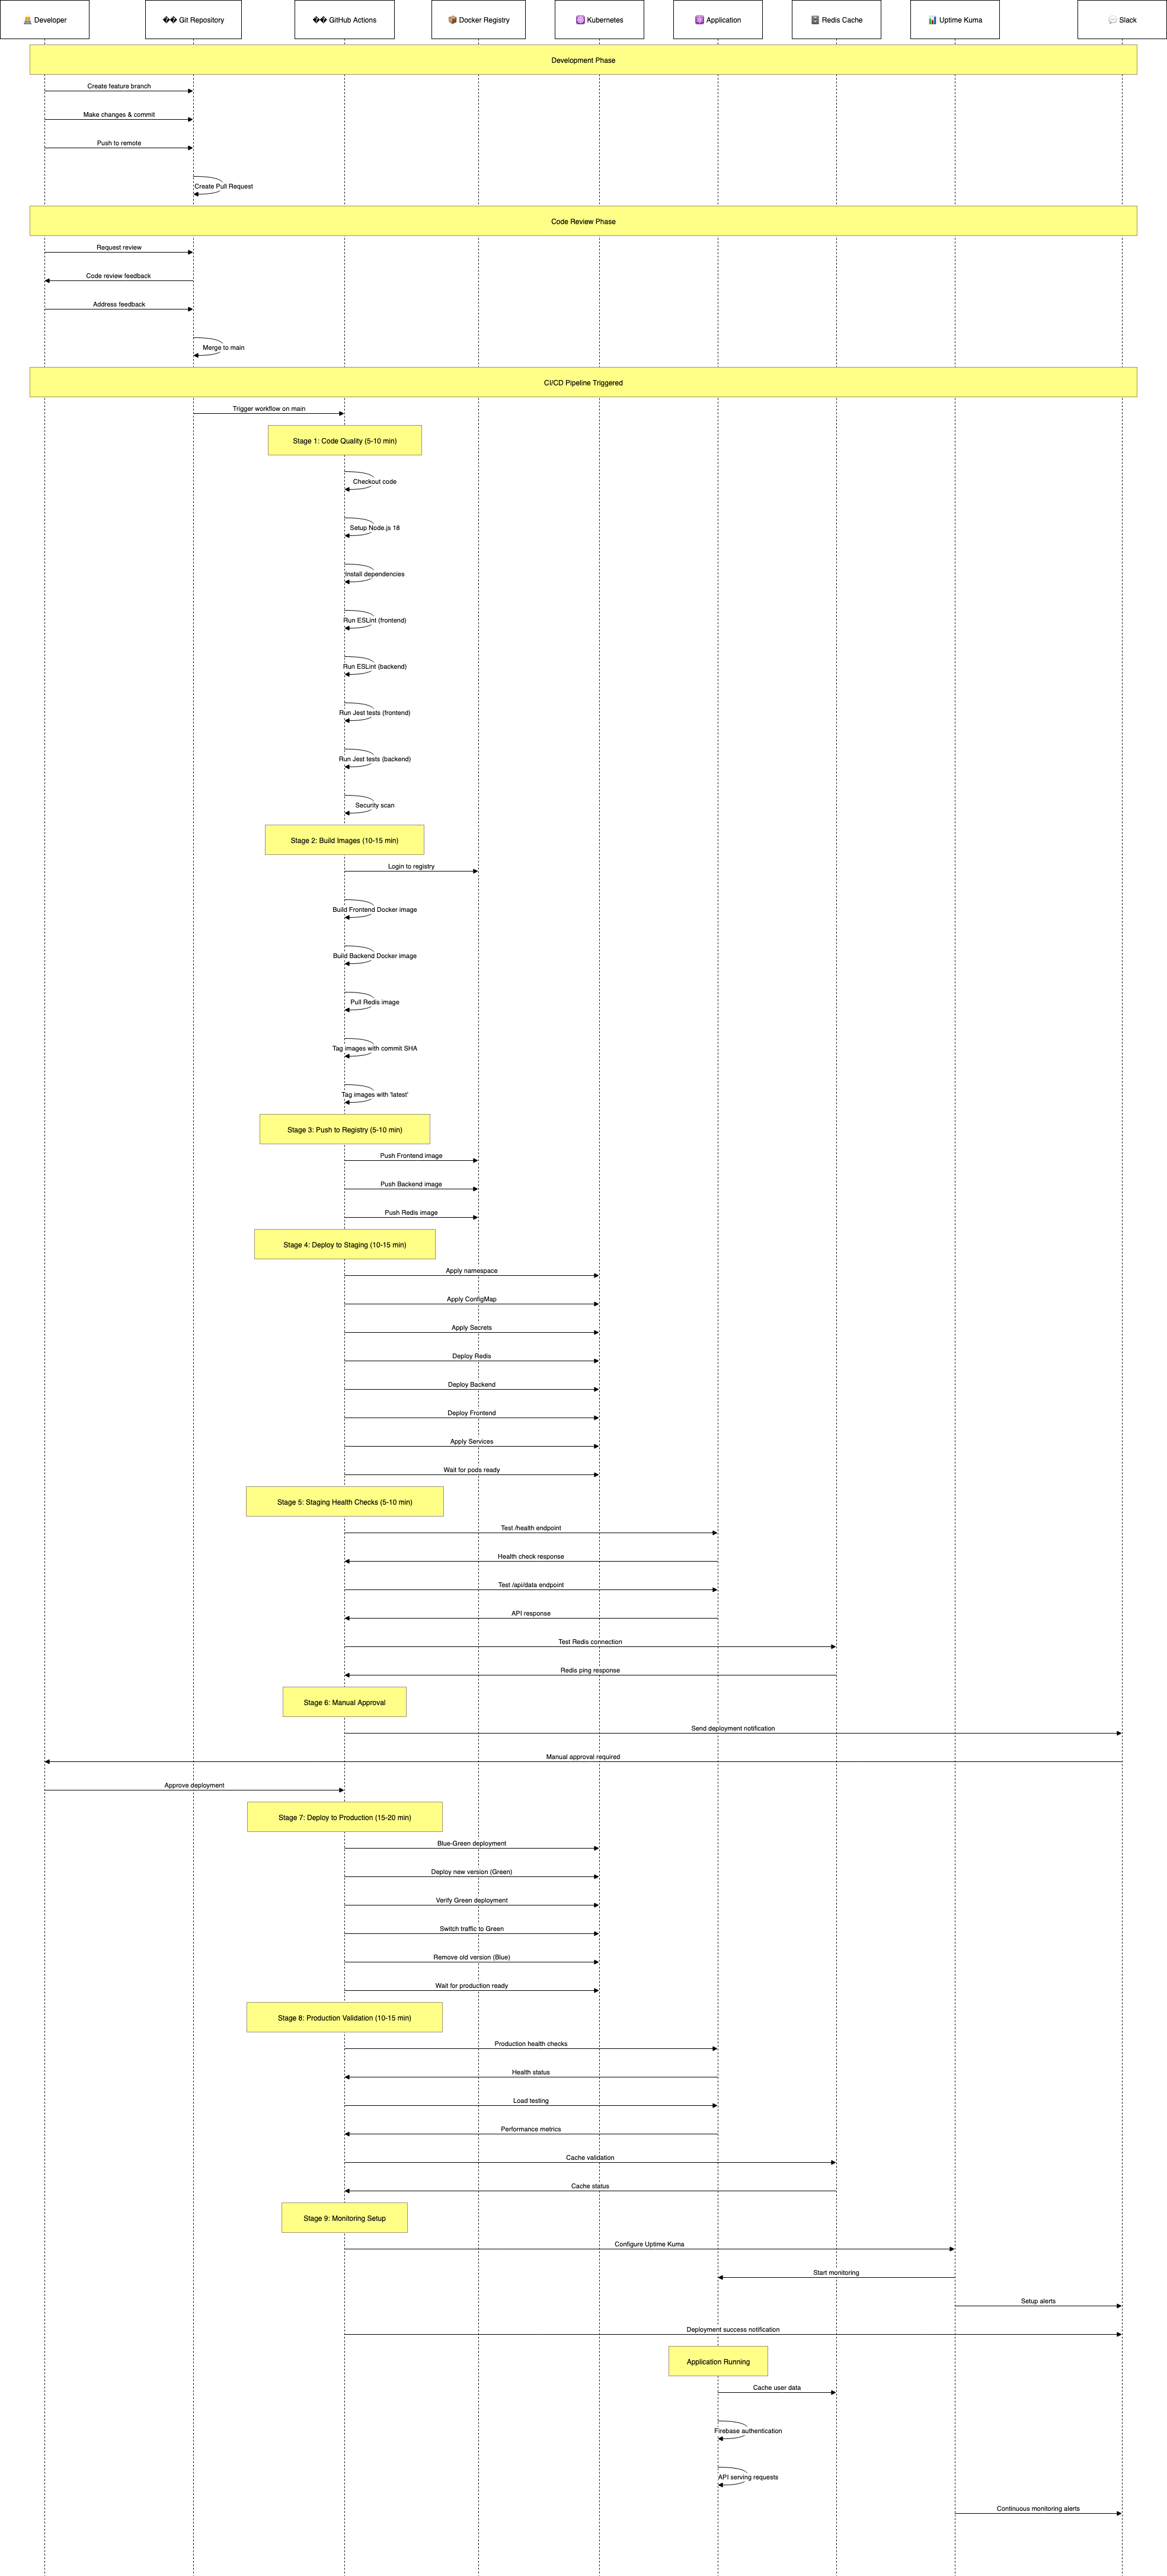 👨‍💻 Developer
�� Git Repository
�� GitHub Actions
📦 Docker Registry
☸️ Kubernetes
⚛️ Application
🗄️ Redis Cache
📊 Uptime Kuma
💬 Slack
Development Phase
Create feature branch
Make changes & commit
Push to remote
Create Pull Request
Code Review Phase
Request review
Code review feedback
Address feedback
Merge to main
CI/CD Pipeline Triggered
Trigger workflow on main
Stage 1: Code Quality (5-10 min)
Checkout code
Setup Node.js 18
Install dependencies
Run ESLint (frontend)
Run ESLint (backend)
Run Jest tests (frontend)
Run Jest tests (backend)
Security scan
Stage 2: Build Images (10-15 min)
Login to registry
Build Frontend Docker image
Build Backend Docker image
Pull Redis image
Tag images with commit SHA
Tag images with 'latest'
Stage 3: Push to Registry (5-10 min)
Push Frontend image
Push Backend image
Push Redis image
Stage 4: Deploy to Staging (10-15 min)
Apply namespace
Apply ConfigMap
Apply Secrets
Deploy Redis
Deploy Backend
Deploy Frontend
Apply Services
Wait for pods ready
Stage 5: Staging Health Checks (5-10 min)
Test /health endpoint
Health check response
Test /api/data endpoint
API response
Test Redis connection
Redis ping response
Stage 6: Manual Approval
Send deployment notification
Manual approval required
Approve deployment
Stage 7: Deploy to Production (15-20 min)
Blue-Green deployment
Deploy new version (Green)
Verify Green deployment
Switch traffic to Green
Remove old version (Blue)
Wait for production ready
Stage 8: Production Validation (10-15 min)
Production health checks
Health status
Load testing
Performance metrics
Cache validation
Cache status
Stage 9: Monitoring Setup
Configure Uptime Kuma
Start monitoring
Setup alerts
Deployment success notification
Application Running
Cache user data
Firebase authentication
API serving requests
Continuous monitoring alerts